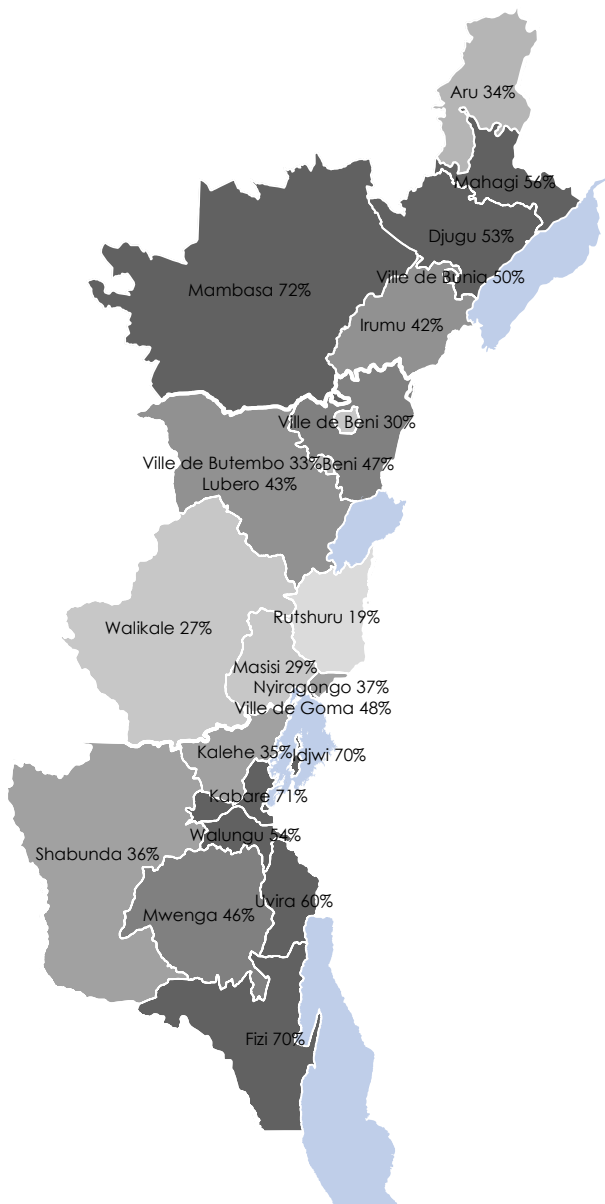 Aru 34%
Mahagi 56%
Djugu 53%
Ville de Bunia 50%
Mambasa 72%
Irumu 42%
Ville de Beni 30%
Ville de Butembo 33%
Beni 47%
Lubero 43%
Rutshuru 19%
Walikale 27%
Masisi 29%
Nyiragongo 37%
Ville de Goma 48%
Kalehe 35%
Idjwi 70%
Kabare 71%
Walungu 54%
Shabunda 36%
Uvira 60%
Mwenga 46%
Fizi 70%